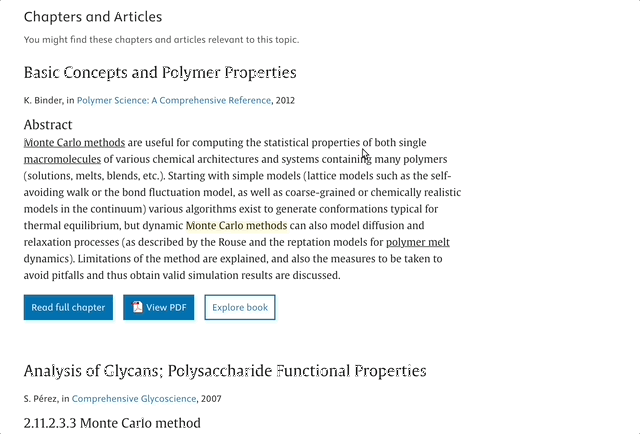 Chapters and Articles
You might find these chapters and articles relevant to this topic.
Basic Concepts and Polymer Properties
K. Binder, in Polymer Science: A Comprehensive Reference, 2012
Abstract
Monte Carlo methods are useful for computing the statistical properties of both single
macromolecules of various chemical architectures and systems containing many polymers
(solutions, melts, blends, etc.). Starting with simple models (lattice models such as the self-
avoiding walk or the bond fluctuation model, as well as coarse-grained or chemically realistic
models in the continuum) various algorithms exist to generate conformations typical for
thermal equilibrium, but dynamic Monte Carlo methods can also model diffusion and
relaxation processes (as described by the Rouse and the reptation models for polymer melt
dynamics). Limitations of the method are explained, and also the measures to be taken to
avoid pitfalls and thus obtain valid simulation results are discussed.
Read full chapter View PDF Explore book
Analysis of Glycans; Polysaccharide Functional Properties
S. Pérez, in Comprehensive Glycoscience, 2007
2.11.2.3.3 Monte Carlo method